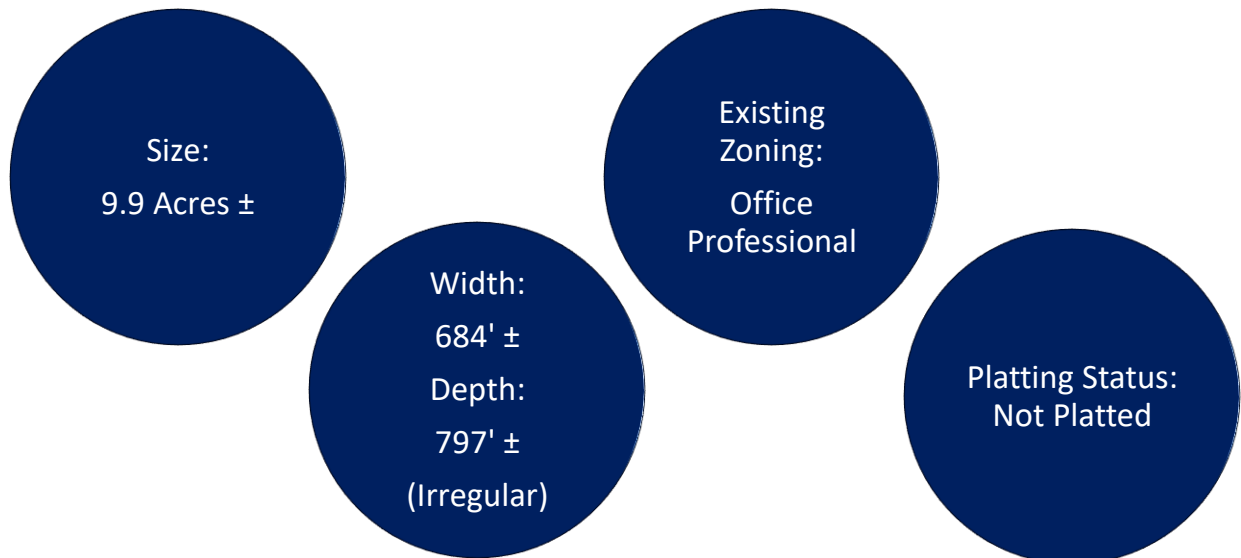 Size:
9.9 Acres ±
Width:
684' ±
Depth:
797' ±
(Irregular)
Existing
Zoning:
Office
Professional
Platting Status:
Not Platted